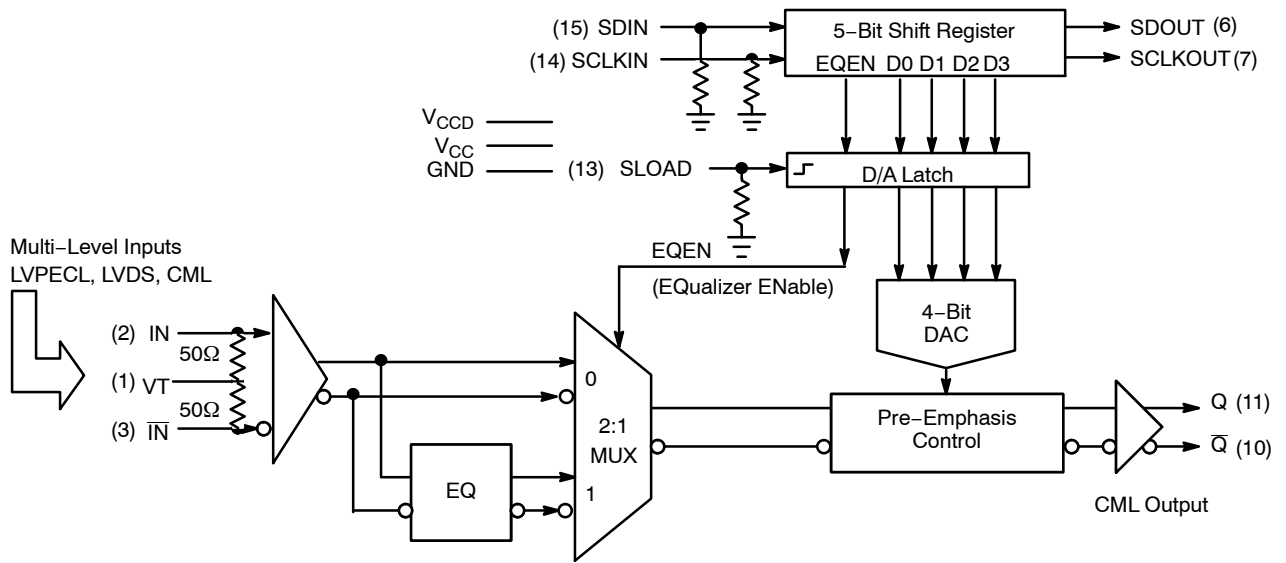 (15) SDIN
5−Bit Shift Register
SDOUT (6)
(14) SCLKIN
EQEN D0 D1 D2 D3
SCLKOUT (7)
VCCD
VCC
GND
(13) SLOAD
D/A Latch
Multi−Level Inputs
LVPECL, LVDS, CML
EQEN
(EQualizer ENable)
4−Bit
DAC
(2) IN
50Ω
(1) VT
50Ω
(3) IN
0
2:1
MUX
1
EQ
Pre−Emphasis
Control
Q (11)
Q (10)
CML Output